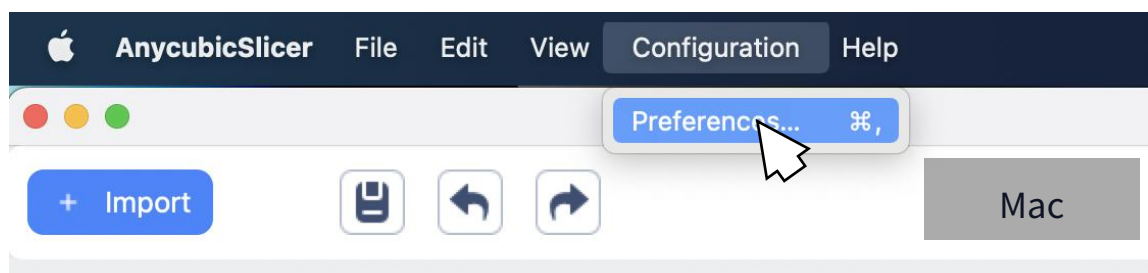 AnycubicSlicer File Edit View Configuration Help
Preferences... ⌘,
+ Import
Mac